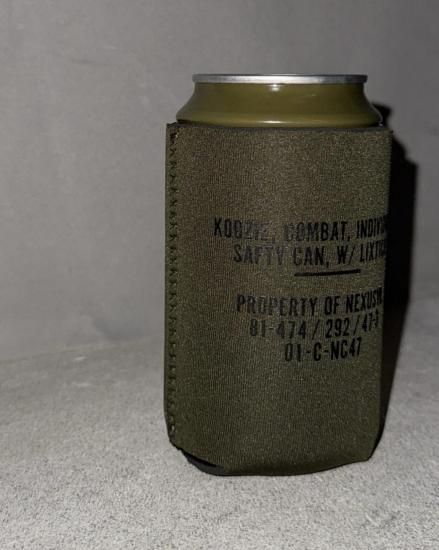 KOOZIE, COMBAT,
SAFTY CAN, W/
PROPERTY OF
81-474 / 292 /
01-C-NC47